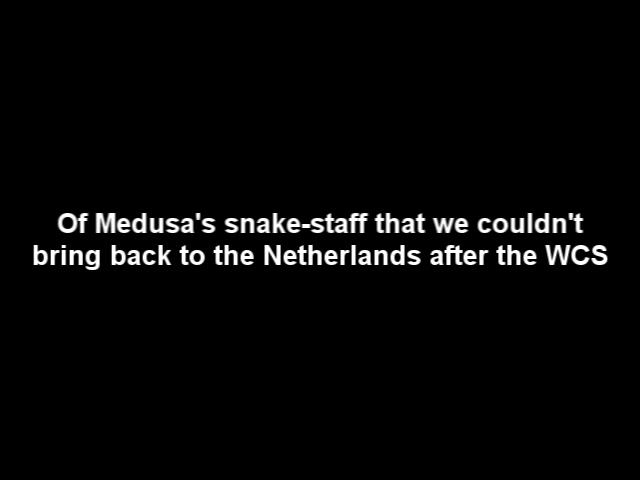 Of Medusa's snake-staff that we couldn't
bring back to the Netherlands after the WCS